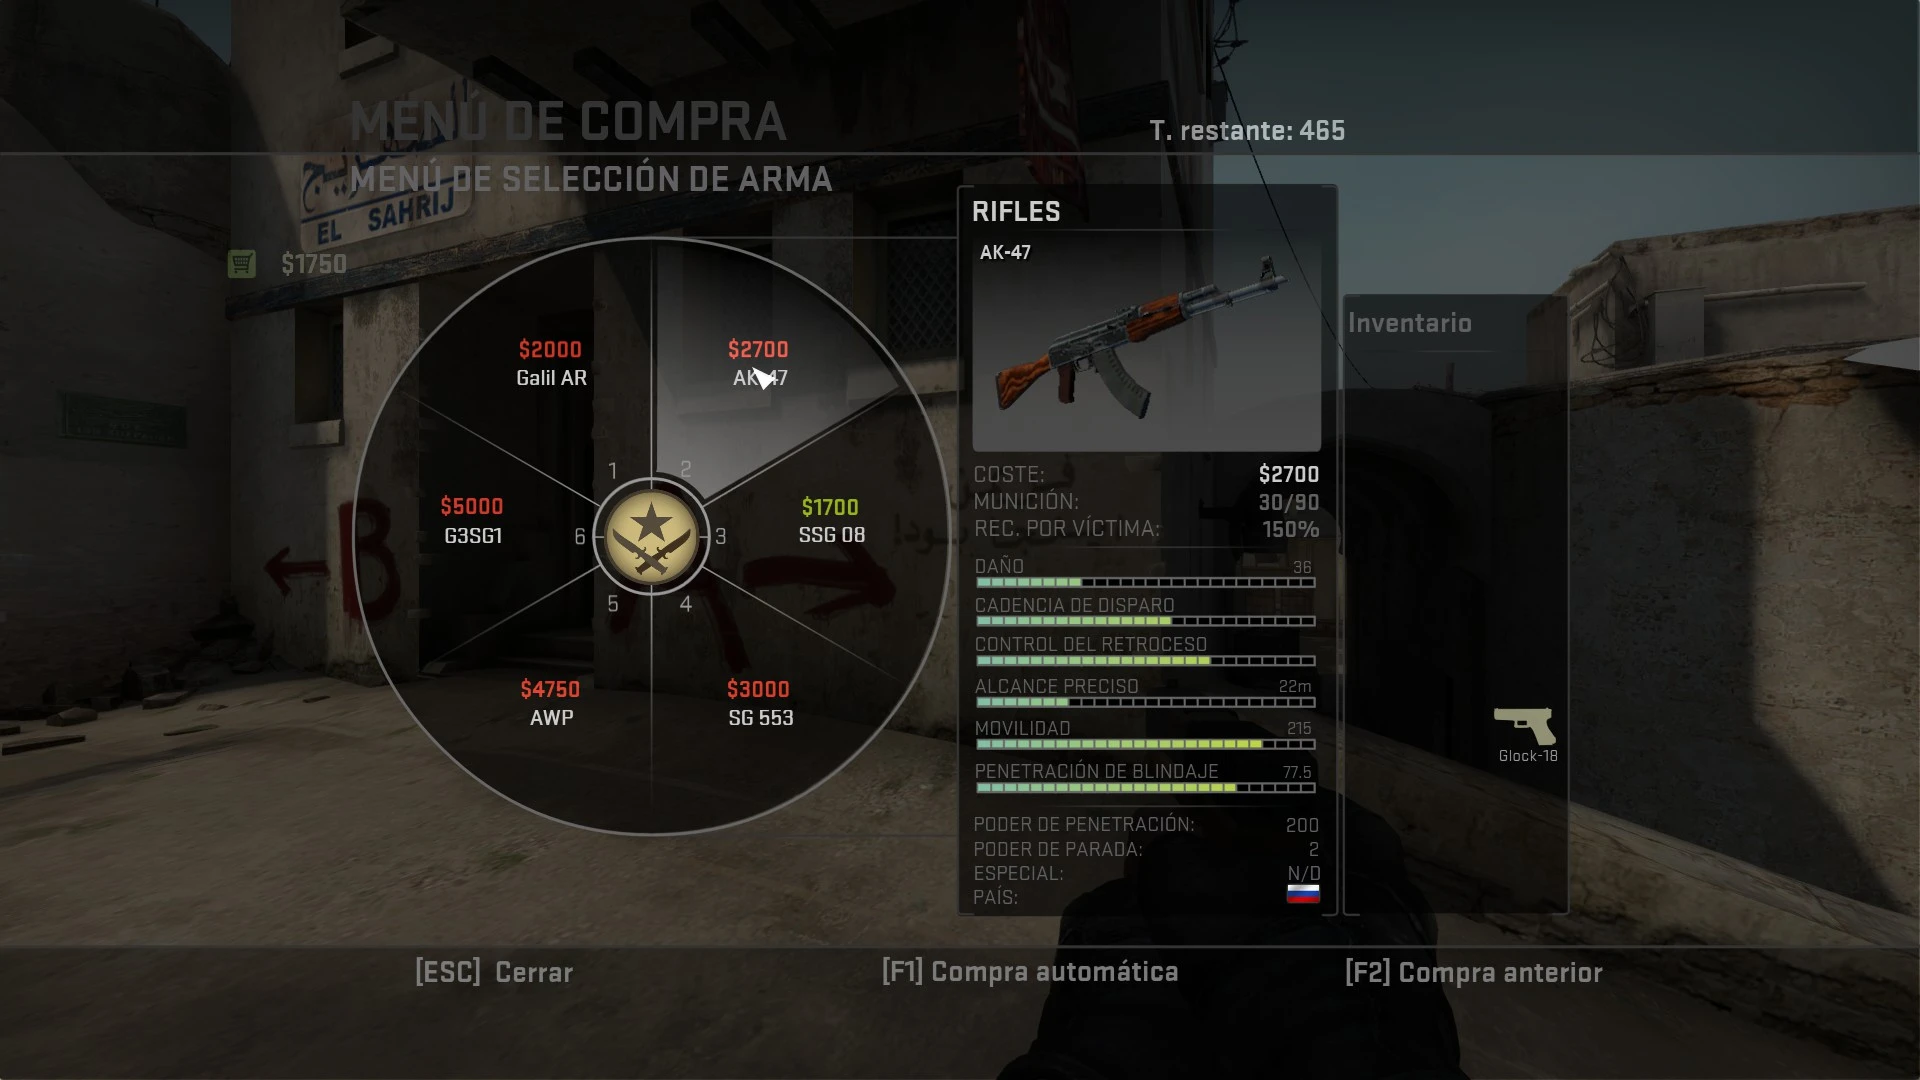 MENÚ DE COMPRA
T. restante: 465
MENÚ DE SELECCIÓN DE ARMA
EL SAHRIJ
$1750
RIFLES
AK-47
$2000
Galil AR
$2700
AK-47
$1700
SSG 08
$3000
SG 553
$4750
AWP
$5000
G3SG1
1
2
3
4
5
6
COSTE: $2700
MUNICIÓN: 30/90
REC. POR VÍCTIMA: 150%
DAÑO 36
CADENCIA DE DISPARO
CONTROL DEL RETROCESO
ALCANCE PRECISO 22m
MOVILIDAD 215
PENETRACIÓN DE BLINDAJE 77.5
PODER DE PENETRACIÓN: 200
PODER DE PARADA: 2
ESPECIAL: N/D
PAÍS:
Inventario
Glock-18
B
[ESC] Cerrar
[F1] Compra automática
[F2] Compra anterior